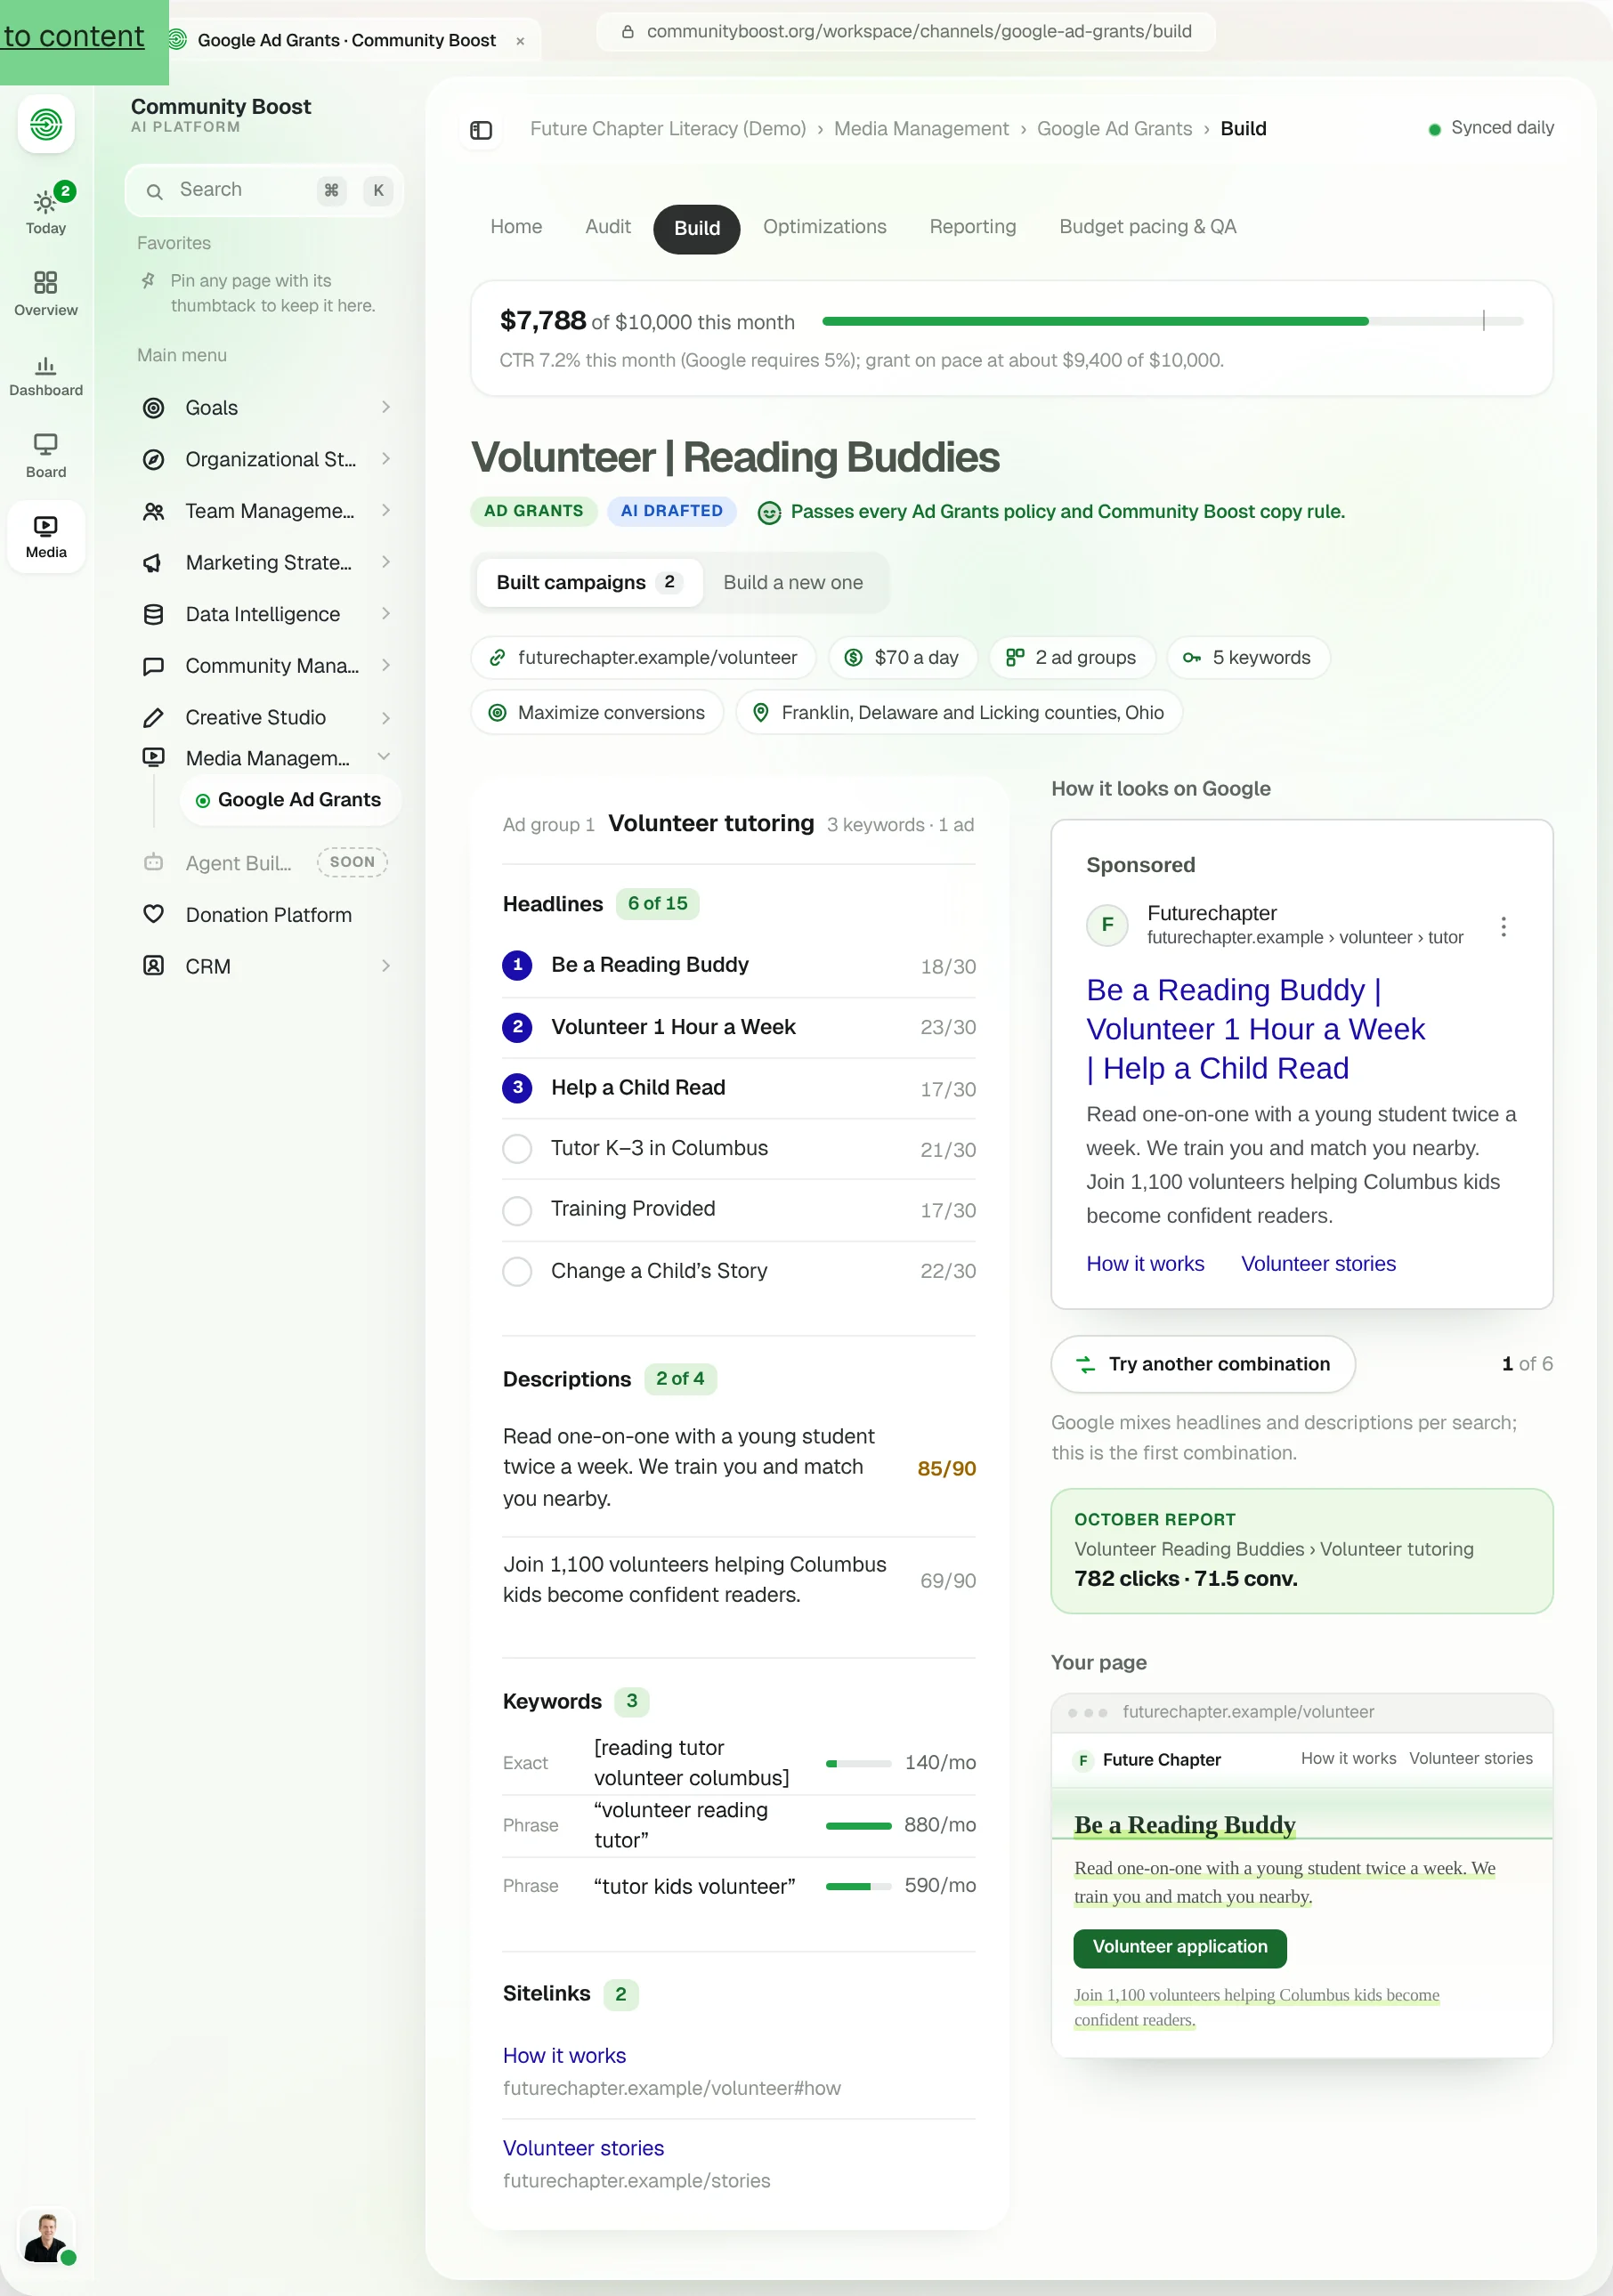 to content
Google Ad Grants · Community Boost ×
communityboost.org/workspace/channels/google-ad-grants/build
2
Today
Overview
Dashboard
Board
Media
Community Boost
AI PLATFORM
Search ⌘ K
Favorites
Pin any page with its
thumbtack to keep it here.
Main menu
Goals
Organizational St...
Team Manageme...
Marketing Strate...
Data Intelligence
Community Mana...
Creative Studio
Media Managem...
Google Ad Grants
Agent Buil... SOON
Donation Platform
CRM
Future Chapter Literacy (Demo) › Media Management › Google Ad Grants › Build
Synced daily
Home Audit Build Optimizations Reporting Budget pacing & QA
$7,788 of $10,000 this month
CTR 7.2% this month (Google requires 5%); grant on pace at about $9,400 of $10,000.
Volunteer | Reading Buddies
AD GRANTS AI DRAFTED Passes every Ad Grants policy and Community Boost copy rule.
Built campaigns 2 Build a new one
futurechapter.example/volunteer $70 a day 2 ad groups 5 keywords
Maximize conversions Franklin, Delaware and Licking counties, Ohio
Ad group 1 Volunteer tutoring 3 keywords · 1 ad
Headlines 6 of 15
1 Be a Reading Buddy 18/30
2 Volunteer 1 Hour a Week 23/30
3 Help a Child Read 17/30
Tutor K–3 in Columbus 21/30
Training Provided 17/30
Change a Child’s Story 22/30
Descriptions 2 of 4
Read one-on-one with a young student
twice a week. We train you and match
you nearby.
85/90
Join 1,100 volunteers helping Columbus
kids become confident readers.
69/90
Keywords 3
Exact [reading tutor
volunteer columbus] 140/mo
Phrase “volunteer reading
tutor” 880/mo
Phrase “tutor kids volunteer” 590/mo
Sitelinks 2
How it works
futurechapter.example/volunteer#how
Volunteer stories
futurechapter.example/stories
How it looks on Google
Sponsored
F
Futurechapter
futurechapter.example › volunteer › tutor
Be a Reading Buddy |
Volunteer 1 Hour a Week
| Help a Child Read
Read one-on-one with a young student twice a
week. We train you and match you nearby.
Join 1,100 volunteers helping Columbus kids
become confident readers.
How it works Volunteer stories
Try another combination 1 of 6
Google mixes headlines and descriptions per search;
this is the first combination.
OCTOBER REPORT
Volunteer Reading Buddies › Volunteer tutoring
782 clicks · 71.5 conv.
Your page
futurechapter.example/volunteer
F Future Chapter How it works Volunteer stories
Be a Reading Buddy
Read one-on-one with a young student twice a week. We
train you and match you nearby.
Volunteer application
Join 1,100 volunteers helping Columbus kids become
confident readers.